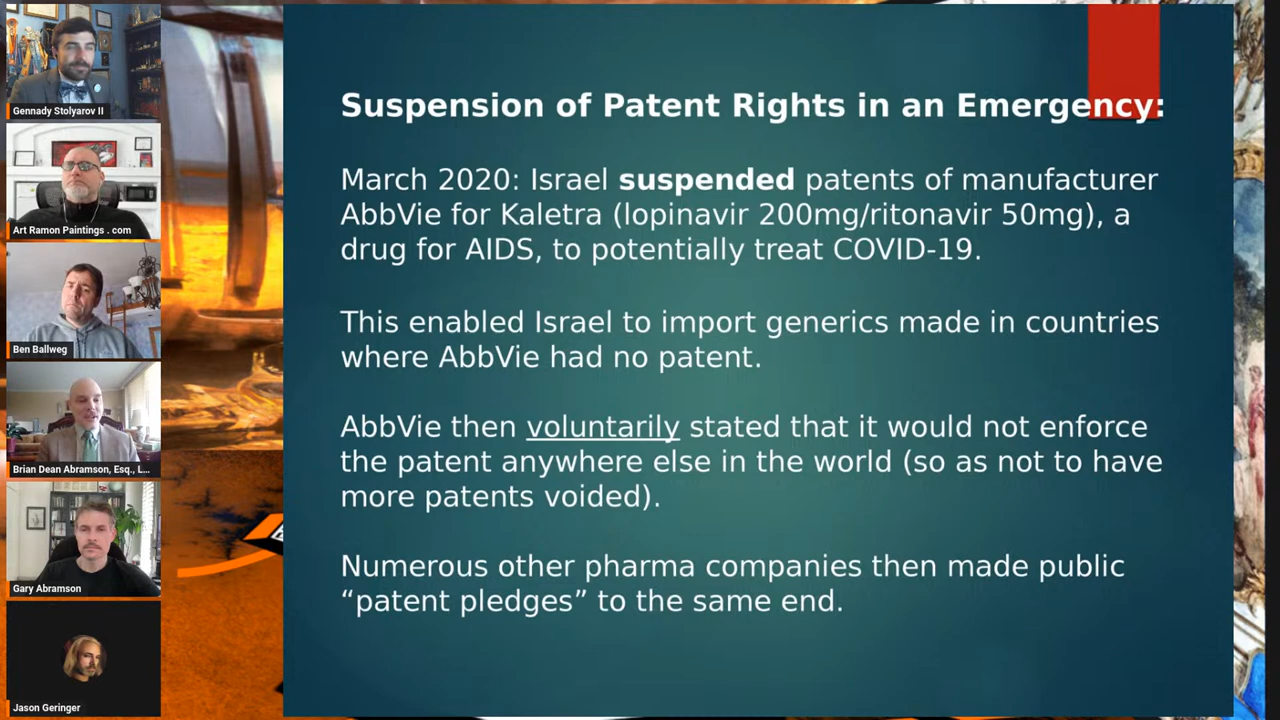 Gennady Stolyarov II
Art Ramon Paintings . com
Ben Ballweg
Brian Dean Abramson, Esq., L...
Gary Abramson
Jason Geringer
Suspension of Patent Rights in an Emergency:
March 2020: Israel suspended patents of manufacturer
AbbVie for Kaletra (lopinavir 200mg/ritonavir 50mg), a
drug for AIDS, to potentially treat COVID-19.
This enabled Israel to import generics made in countries
where AbbVie had no patent.
AbbVie then voluntarily stated that it would not enforce
the patent anywhere else in the world (so as not to have
more patents voided).
Numerous other pharma companies then made public
“patent pledges” to the same end.